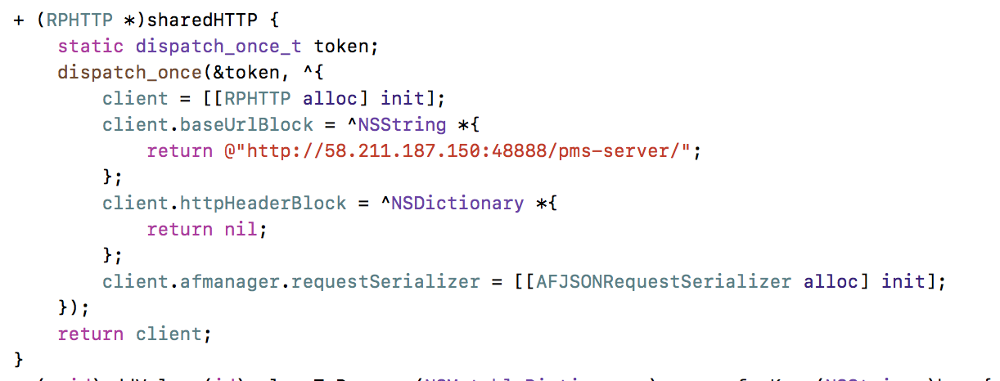 + (RPHTTP *)sharedHTTP {
    static dispatch_once_t token;
    dispatch_once(&token, ^{
        client = [[RPHTTP alloc] init];
        client.baseUrlBlock = ^NSString *{
            return @"http://58.211.187.150:48888/pms-server/";
        };
        client.httpHeaderBlock = ^NSDictionary *{
            return nil;
        };
        client.afmanager.requestSerializer = [[AFJSONRequestSerializer alloc] init];
    });
    return client;
}